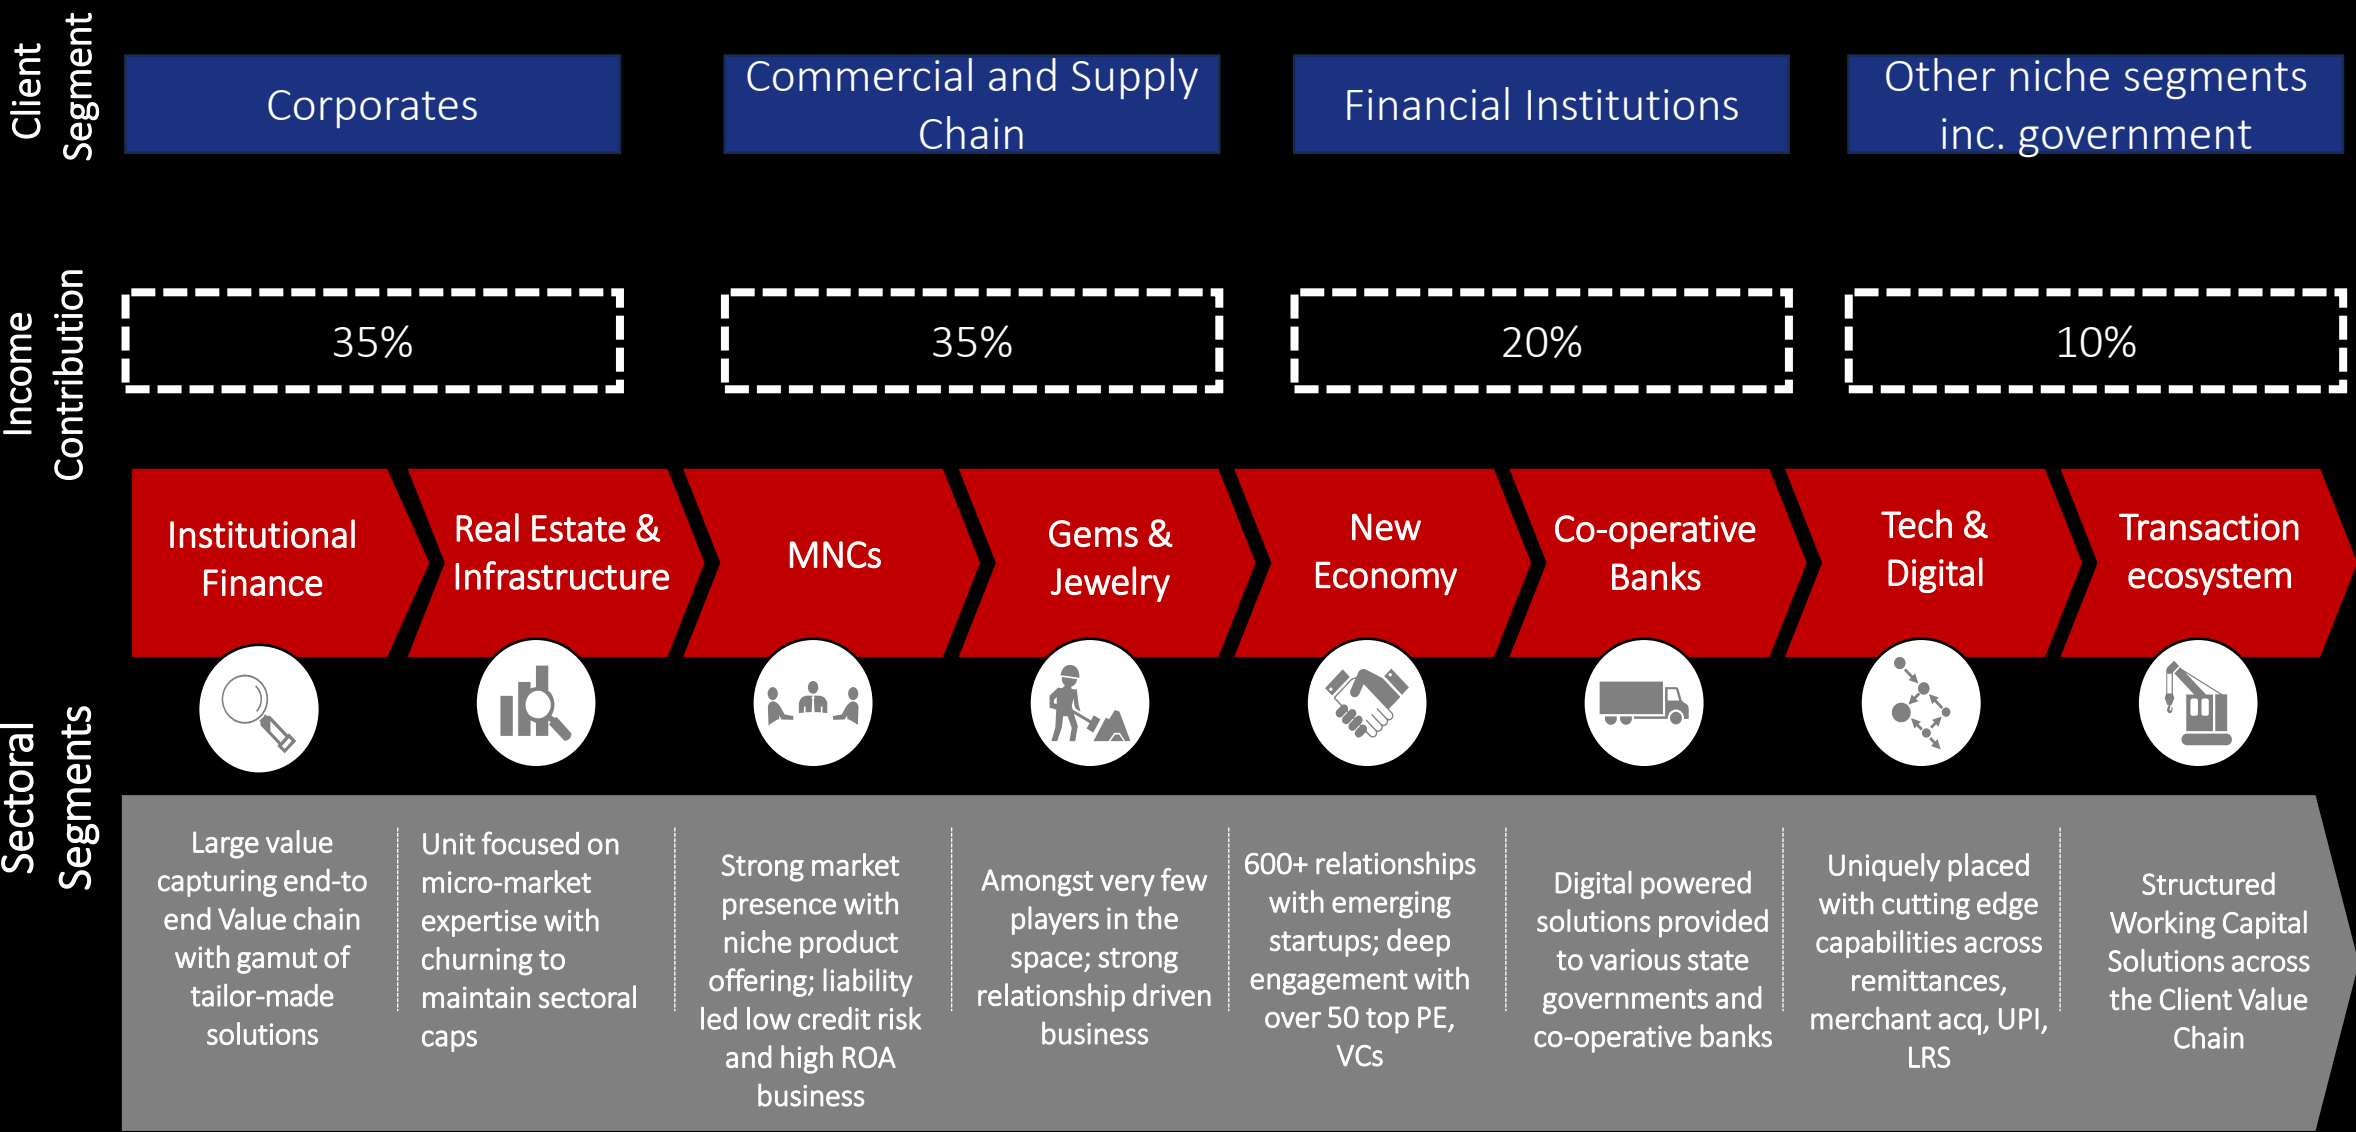 Client
Segment
Corporates
Commercial and Supply
Chain
Financial Institutions
Other niche segments
inc. government
Income
Contribution
35%
35%
20%
10%
Sectoral
Segments
Institutional
Finance
Real Estate &
Infrastructure
MNCs
Gems &
Jewelry
New
Economy
Co-operative
Banks
Tech &
Digital
Transaction
ecosystem
Large value
capturing end-to
end Value chain
with gamut of
tailor-made
solutions
Unit focused on
micro-market
expertise with
churning to
maintain sectoral
caps
Strong market
presence with
niche product
offering; liability
led low credit risk
and high ROA
business
Amongst very few
players in the
space; strong
relationship driven
business
600+ relationships
with emerging
startups; deep
engagement with
over 50 top PE,
VCs
Digital powered
solutions provided
to various state
governments and
co-operative banks
Uniquely placed
with cutting edge
capabilities across
remittances,
merchant acq, UPI,
LRS
Structured
Working Capital
Solutions across
the Client Value
Chain